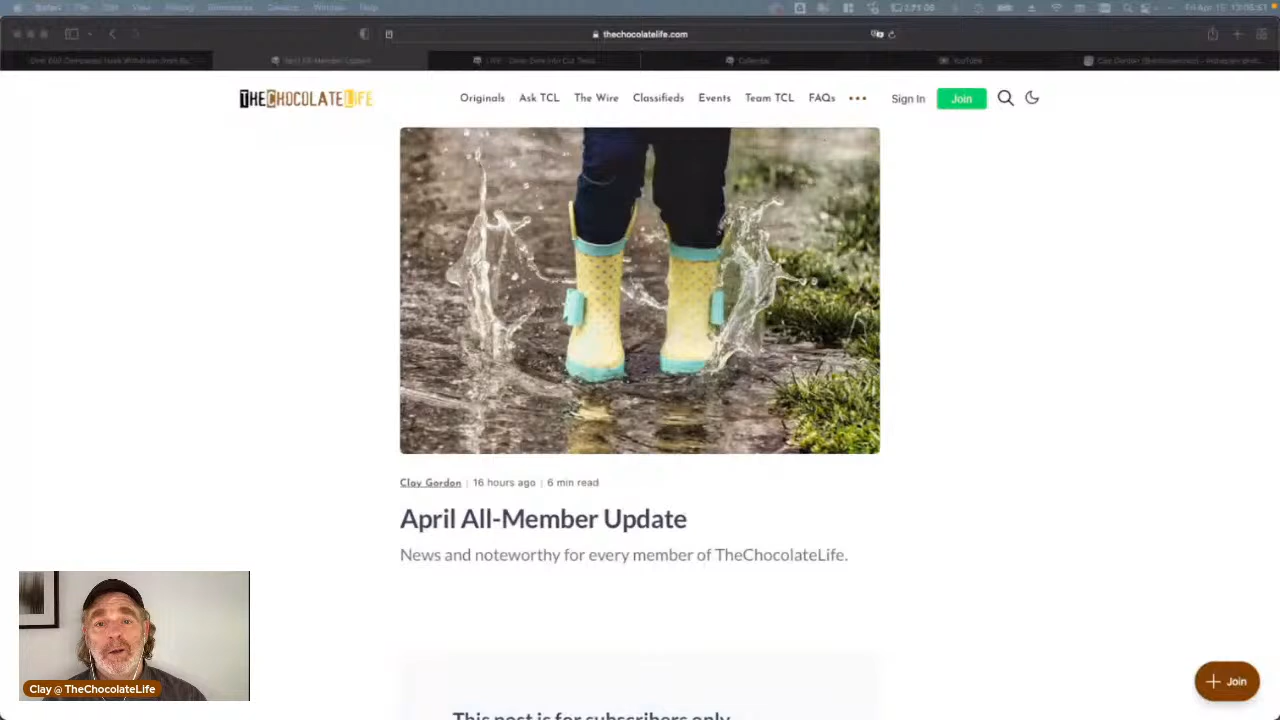 thechocolatelife.com
YouTube
THECHOCOLATELIFE
Originals Ask TCL The Wire Classifieds Events Team TCL FAQs ••• Sign In Join
Clay Gordon | 16 hours ago | 6 min read
April All-Member Update
News and noteworthy for every member of TheChocolateLife.
This post is for subscribers only
Clay @ TheChocolateLife
+ Join